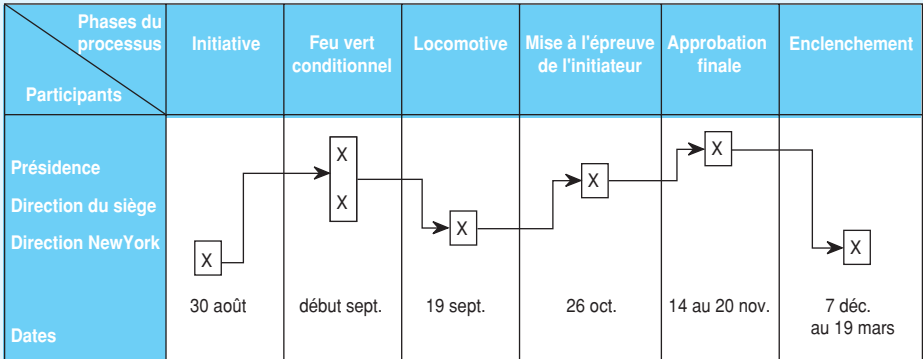 Phases du
processus
Participants
Initiative
Feu vert
conditionnel
Locomotive
Mise à l'épreuve
de l'initiateur
Approbation
finale
Enclenchement
Présidence
Direction du siège
Direction NewYork
X
X
X
X
X
X
X
Dates
30 août
début sept.
19 sept.
26 oct.
14 au 20 nov.
7 déc.
au 19 mars